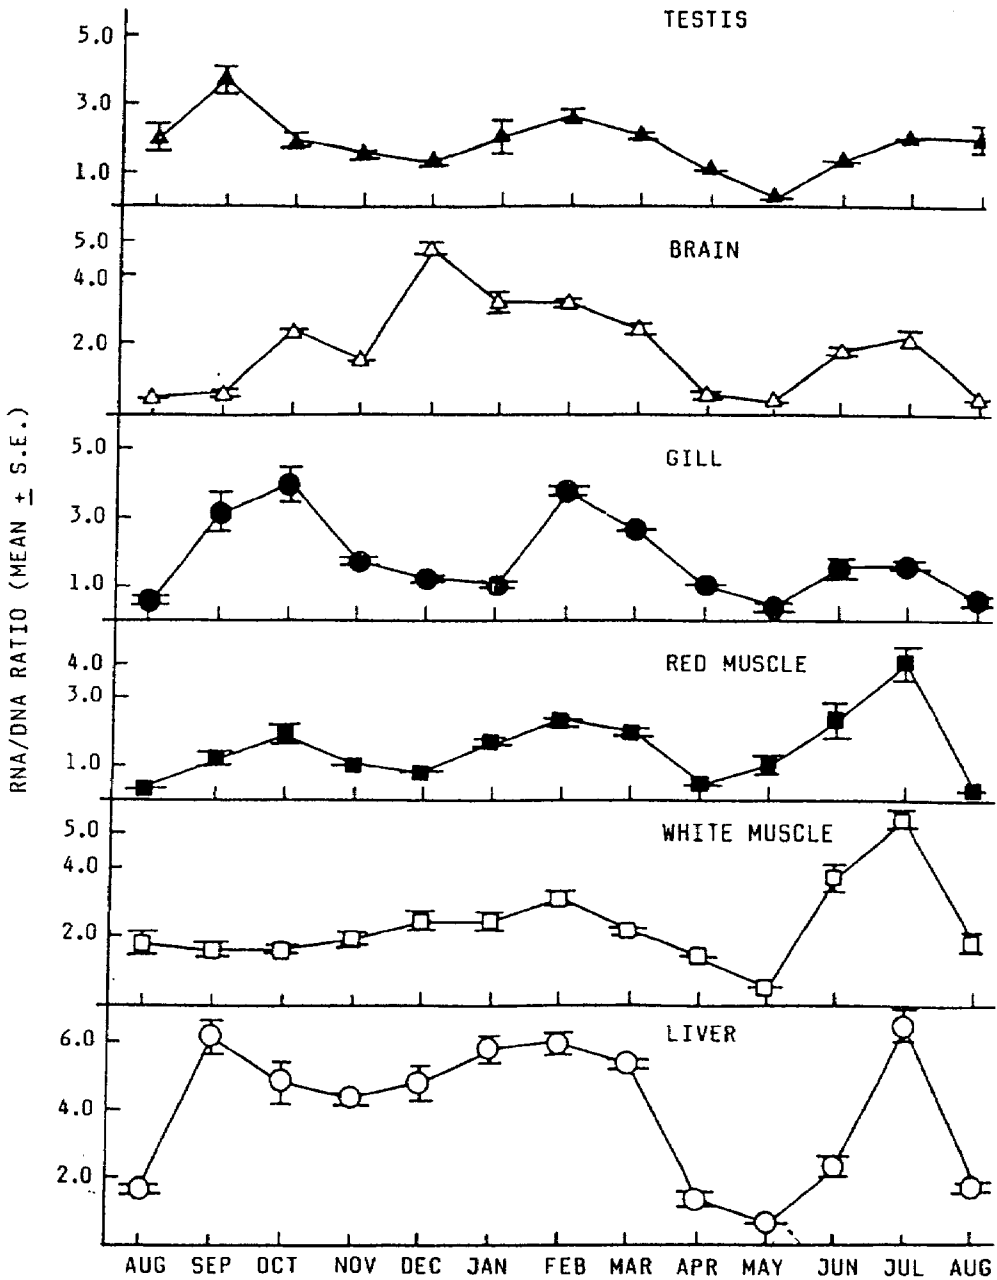 TESTIS
5.0
3.0
1.0
BRAIN
5.0
4.0
2.0
GILL
5.0
3.0
1.0
RED MUSCLE
4.0
3.0
1.0
WHITE MUSCLE
5.0
4.0
2.0
LIVER
6.0
4.0
2.0
RNA/DNA RATIO (MEAN ± S.E.)
AUG SEP OCT NOV DEC JAN FEB MAR APR MAY JUN JUL AUG